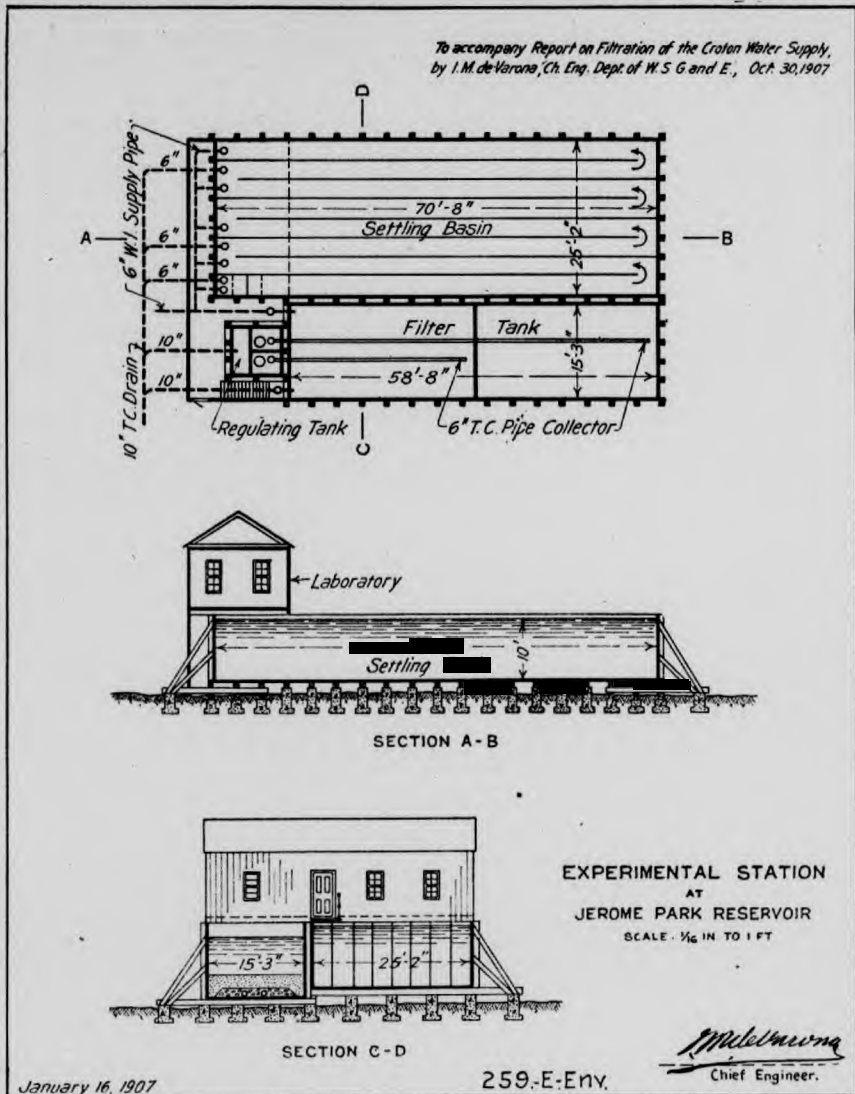 To accompany Report on Filtration of the Croton Water Supply,
by I.M. de Varona, Ch. Eng. Dept. of W.S G. and E., Oct. 30, 1907
D
6" W.I. Supply Pipe
10" T.C. Drain
6"
6"
6"
10"
10"
A
B
70'-8"
Settling Basin
25'-2"
Filter Tank
15'-3"
58'-8"
Regulating Tank
6" T.C. Pipe Collector
C
Laboratory
10'
Settling
SECTION A-B
15'-3"
25'-2"
SECTION C-D
EXPERIMENTAL STATION
AT
JEROME PARK RESERVOIR
SCALE - 1/16 IN TO 1 FT
Chief Engineer.
January 16, 1907
259.-E-Env.